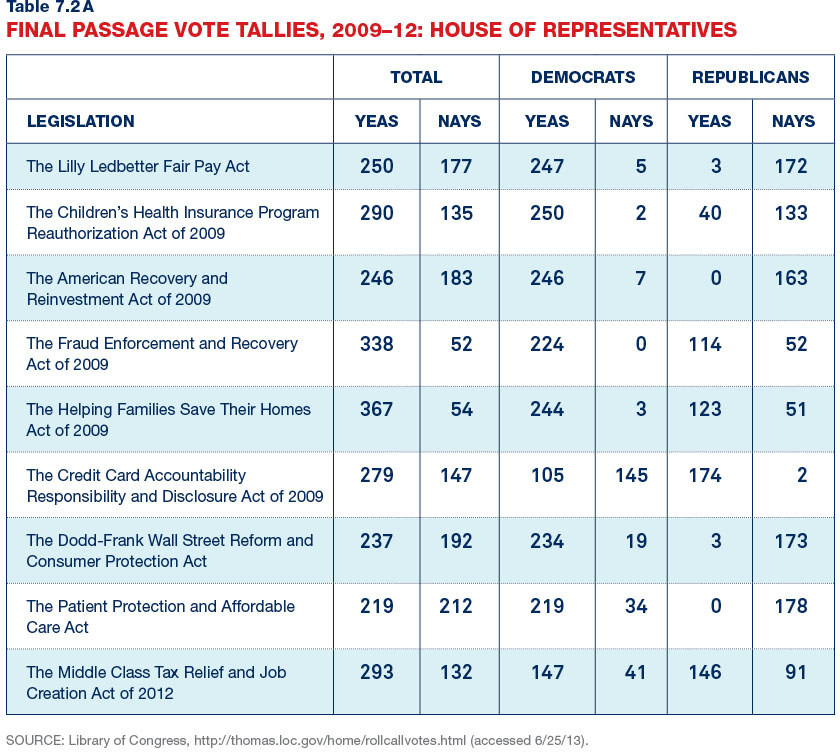 Table 7.2A
FINAL PASSAGE VOTE TALLIES, 2009–12: HOUSE OF REPRESENTATIVES
TOTAL DEMOCRATS REPUBLICANS
LEGISLATION YEAS NAYS YEAS NAYS YEAS NAYS
The Lilly Ledbetter Fair Pay Act 250 177 247 5 3 172
The Children's Health Insurance Program 290 135 250 2 40 133
Reauthorization Act of 2009
The American Recovery and 246 183 246 7 0 163
Reinvestment Act of 2009
The Fraud Enforcement and Recovery 338 52 224 0 114 52
Act of 2009
The Helping Families Save Their Homes 367 54 244 3 123 51
Act of 2009
The Credit Card Accountability 279 147 105 145 174 2
Responsibility and Disclosure Act of 2009
The Dodd-Frank Wall Street Reform and 237 192 234 19 3 173
Consumer Protection Act
The Patient Protection and Affordable 219 212 219 34 0 178
Care Act
The Middle Class Tax Relief and Job 293 132 147 41 146 91
Creation Act of 2012
SOURCE: Library of Congress, http://thomas.loc.gov/home/rollcallvotes.html (accessed 6/25/13).